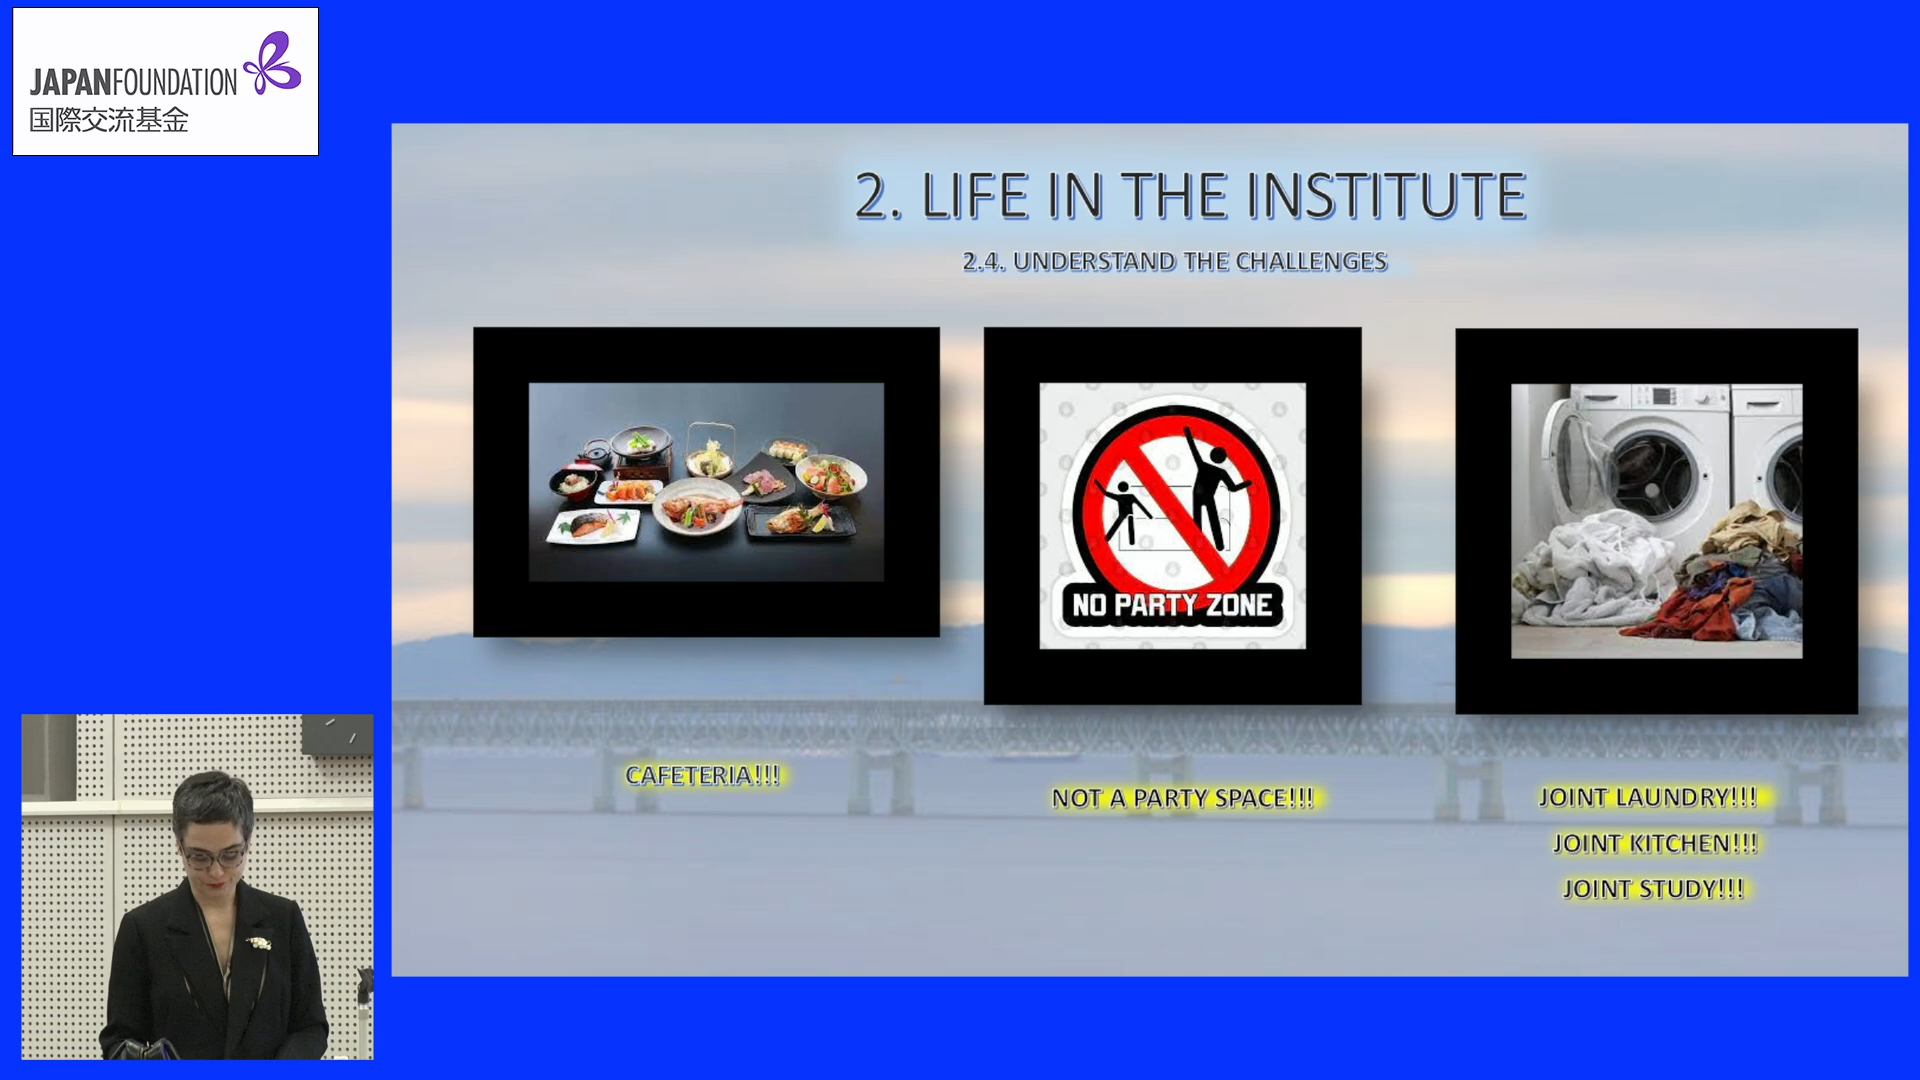 JAPANFOUNDATION
国際交流基金
2. LIFE IN THE INSTITUTE
2.4. UNDERSTAND THE CHALLENGES
NO PARTY ZONE
CAFETERIA!!!
NOT A PARTY SPACE!!!
JOINT LAUNDRY!!!
JOINT KITCHEN!!!
JOINT STUDY!!!